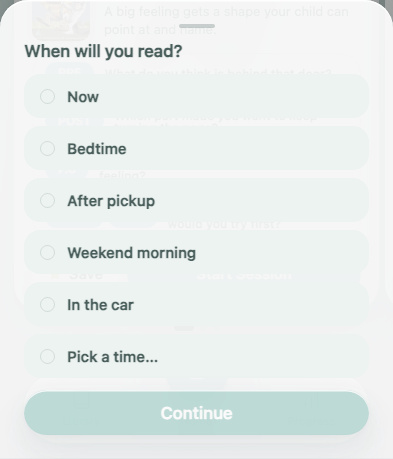 A big feeling gets a shape your child can
point at and name.
When will you read?
Now
Bedtime
After pickup
Weekend morning
In the car
Pick a time...
Continue